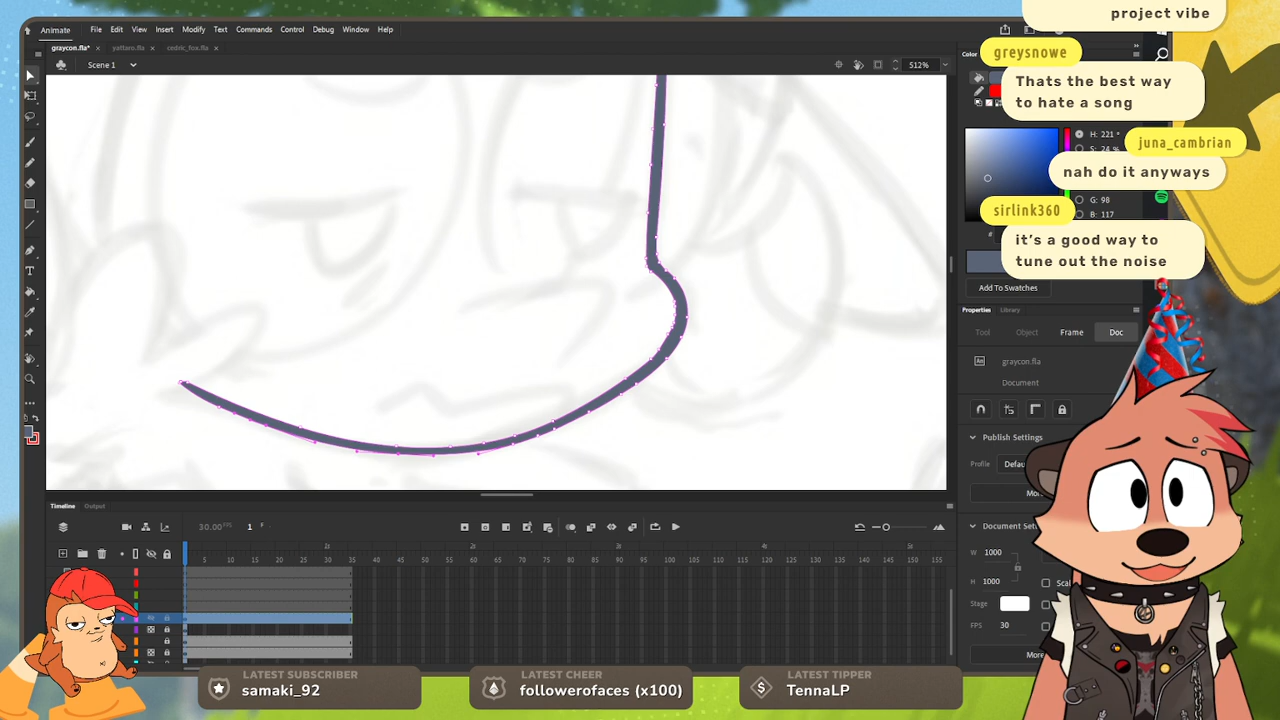 Animate File Edit View Insert Modify Text Commands Control Debug Window Help
graycon.fla* × yattaro.fla × cedric_fox.fla ×
Scene 1
512%
Color
H: 221 °
S: 24 %
G: 98
B: 117
#
Add To Swatches
Properties Library
Tool Object Frame Doc
graycon.fla
Document
Publish Settings
Profile
Document
W 1000
H 1000
Stage
FPS 30
Timeline Output
30.00 FPS 1 F
1s 2s 3s 4s 5s
5 10 15 20 25 30 35 40 45 50 55 60 65 70 75 80 85 90 95 100 105 110 115 120 125 130 135 140 145 150 155
project vibe
greysnowe
Thats the best way
to hate a song
juna_cambrian
nah do it anyways
sirlink360
it's a good way to
tune out the noise
LATEST SUBSCRIBER
samaki_92
LATEST CHEER
followerofaces (x100)
LATEST TIPPER
TennaLP